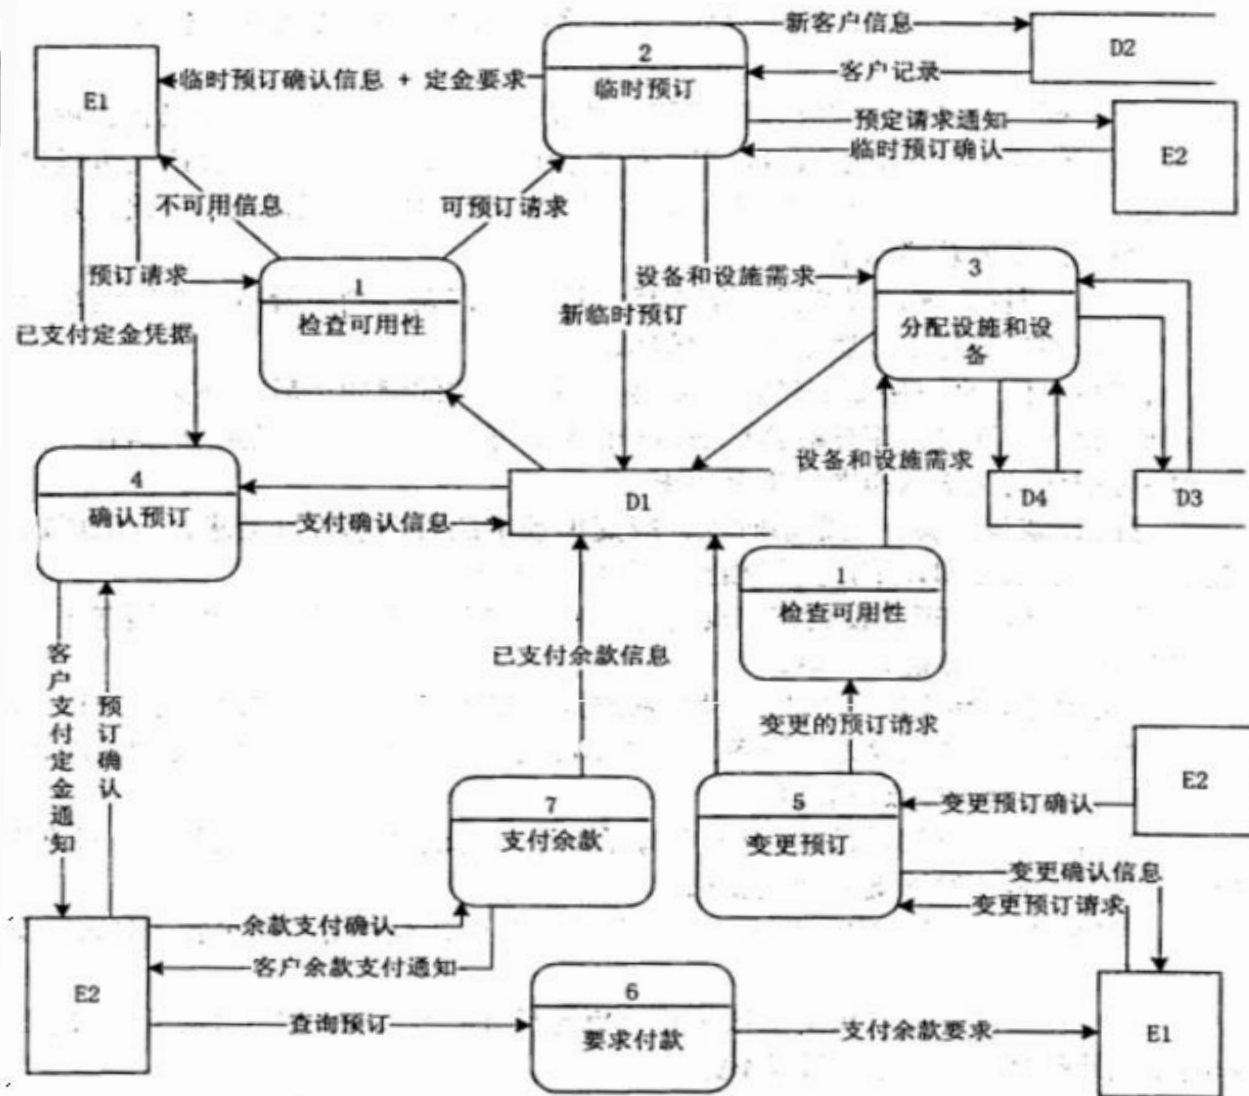 新客户信息
D2
2
客户记录
临时预订确认信息 + 定金要求
临时预订
E1
预定请求通知
临时预订确认
E2
不可用信息
可预订请求
预订请求
1
检查可用性
设备和设施需求
3
分配设施和设
备
新临时预订
已支付定金凭据
设备和设施需求
4
确认预订
D1
D4
D3
支付确认信息
1
检查可用性
客户支付定金通知
预订确认
已支付余款信息
变更的预订请求
7
支付余款
5
变更预订
变更预订确认
E2
变更确认信息
变更预订请求
余款支付确认
客户余款支付通知
E2
6
要求付款
查询预订
支付余款要求
E1